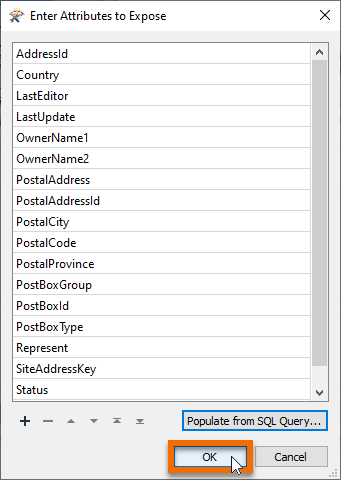 Enter Attributes to Expose
AddressId
Country
LastEditor
LastUpdate
OwnerName1
OwnerName2
PostalAddress
PostalAddressId
PostalCity
PostalCode
PostalProvince
PostBoxGroup
PostBoxId
PostBoxType
Represent
SiteAddressKey
Status
Populate from SQL Query...
OK Cancel